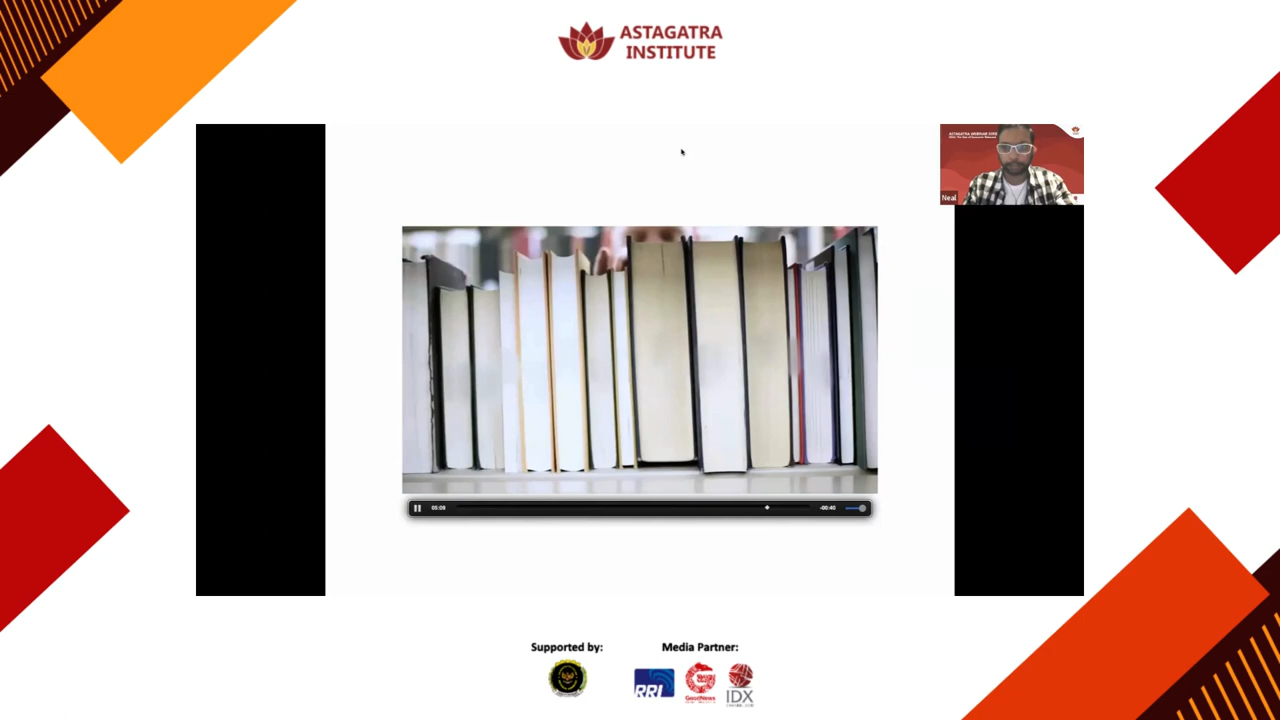 ASTAGATRA
INSTITUTE
Neal
05:09
-00:40
Supported by:
Media Partner:
RRI
IDX